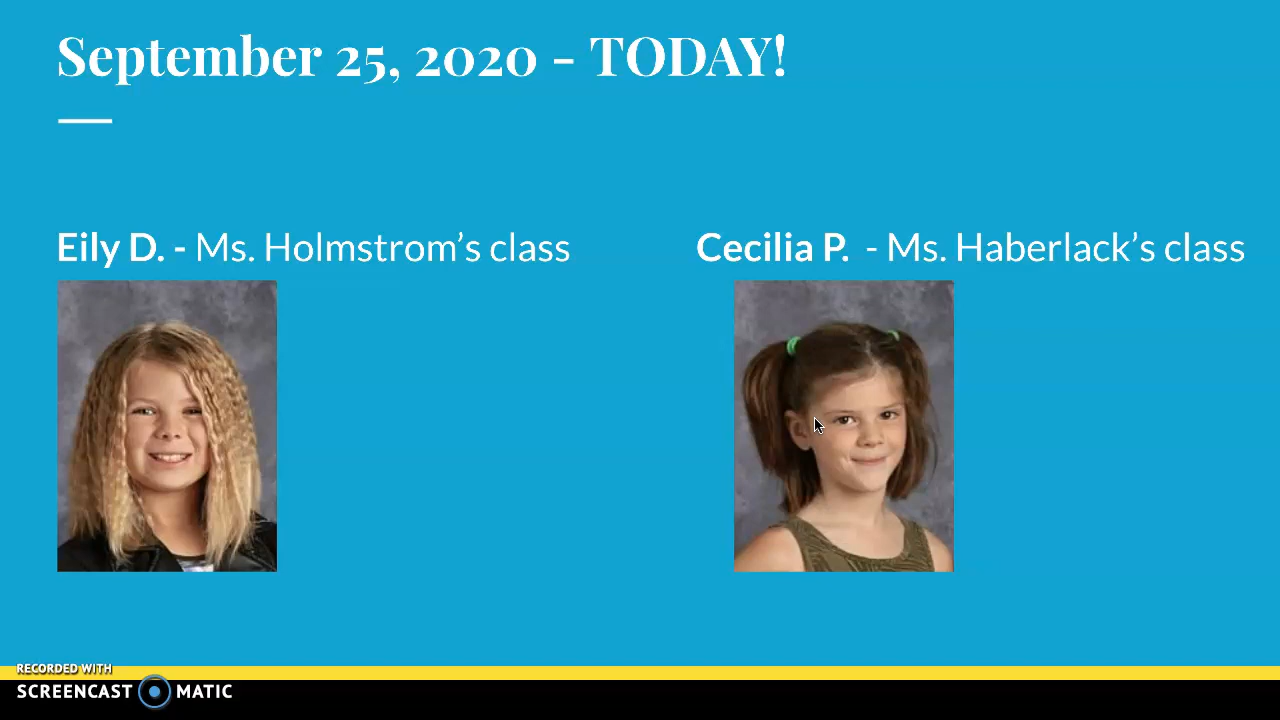 September 25, 2020 - TODAY!
Eily D. - Ms. Holmstrom's class
Cecilia P. - Ms. Haberlack's class
RECORDED WITH
SCREENCAST MATIC